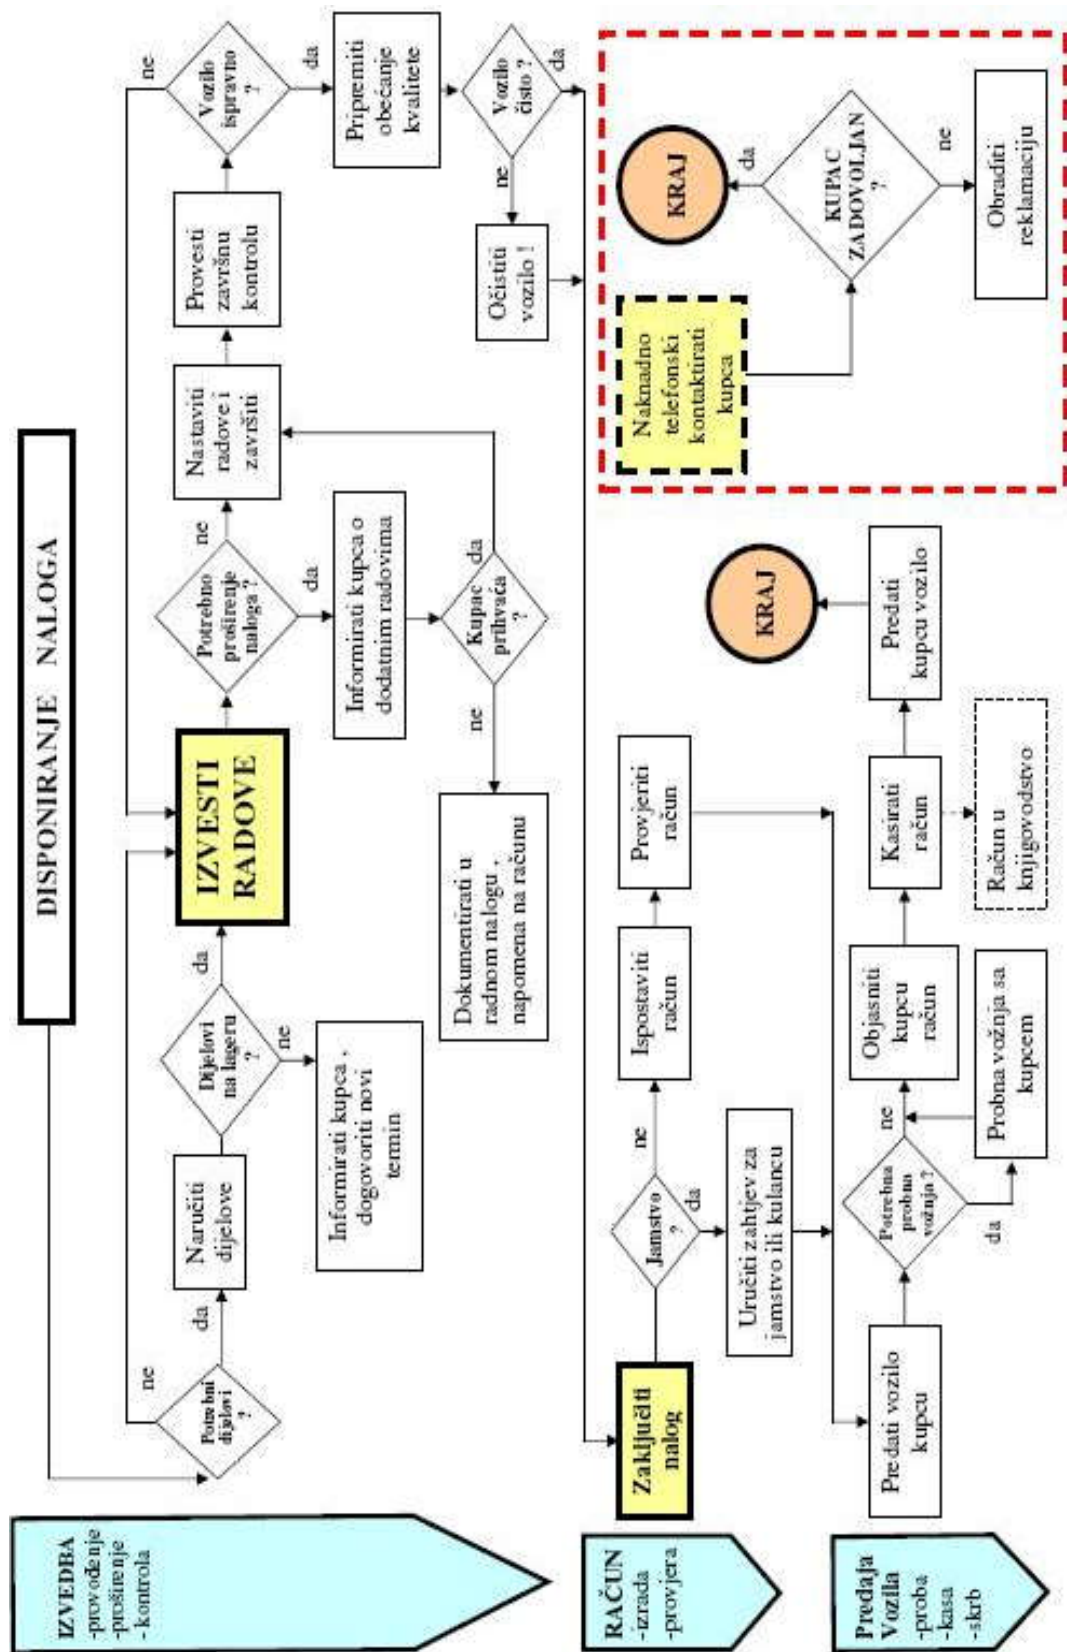 DISPONIRANJE NALOGA
IZVEDBA
-provođenje
-proširenje
- kontrola
Potrebni
dijelovi
?
ne
da
Naručiti
dijelove
Dijelovi
na lageru
?
da
ne
Informirati kupca ,
dogovoriti novi
termin
IZVESTI
RADOVE
Potrebno
proširenje
naloga ?
ne
da
Informirati kupca o
dodatnim radovima
Kupac
prihvaća
?
da
ne
Dokumentirati u
radnom nalogu ,
napomena na računu
Nastaviti
radove i
završiti
Provesti
završnu
kontrolu
Vozilo
ispravno
?
ne
da
Pripremiti
obećanje
kvalitete
Vozilo
čisto ?
da
ne
Očistiti
vozilo !
RAČUN
-izrada
-provjera
Zaključiti
nalog
Jamstvo
?
ne
da
Uručiti zahtjev za
jamstvo ili kulancu
Ispostaviti
račun
Provjeriti
račun
Predaja
Vozila
-proba
-kasa
-skrb
Predati vozilo
kupcu
Potrebna
probna
vožnja ?
ne
da
Probna vožnja sa
kupcem
Objasniti
kupcu
račun
Kasirati
račun
Račun u
knjigovodstvo
Predati
kupcu vozilo
KRAJ
Naknadno
telefonski
kontaktirati
kupca
KUPAC
ZADOVOLJAN
?
da
ne
KRAJ
Obraditi
reklamaciju